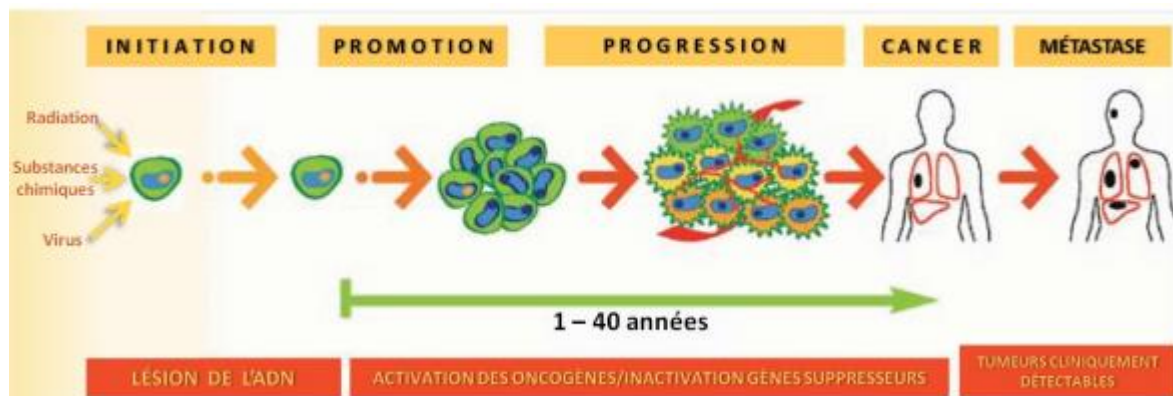 INITIATION
PROMOTION
PROGRESSION
CANCER
MÉTASTASE
Radiation
Substances
chimiques
Virus
1 – 40 années
LÉSION DE L'ADN
ACTIVATION DES ONCOGÈNES/INACTIVATION GÈNES SUPPRESSEURS
TUMEURS CLINIQUEMENT
DÉTECTABLES